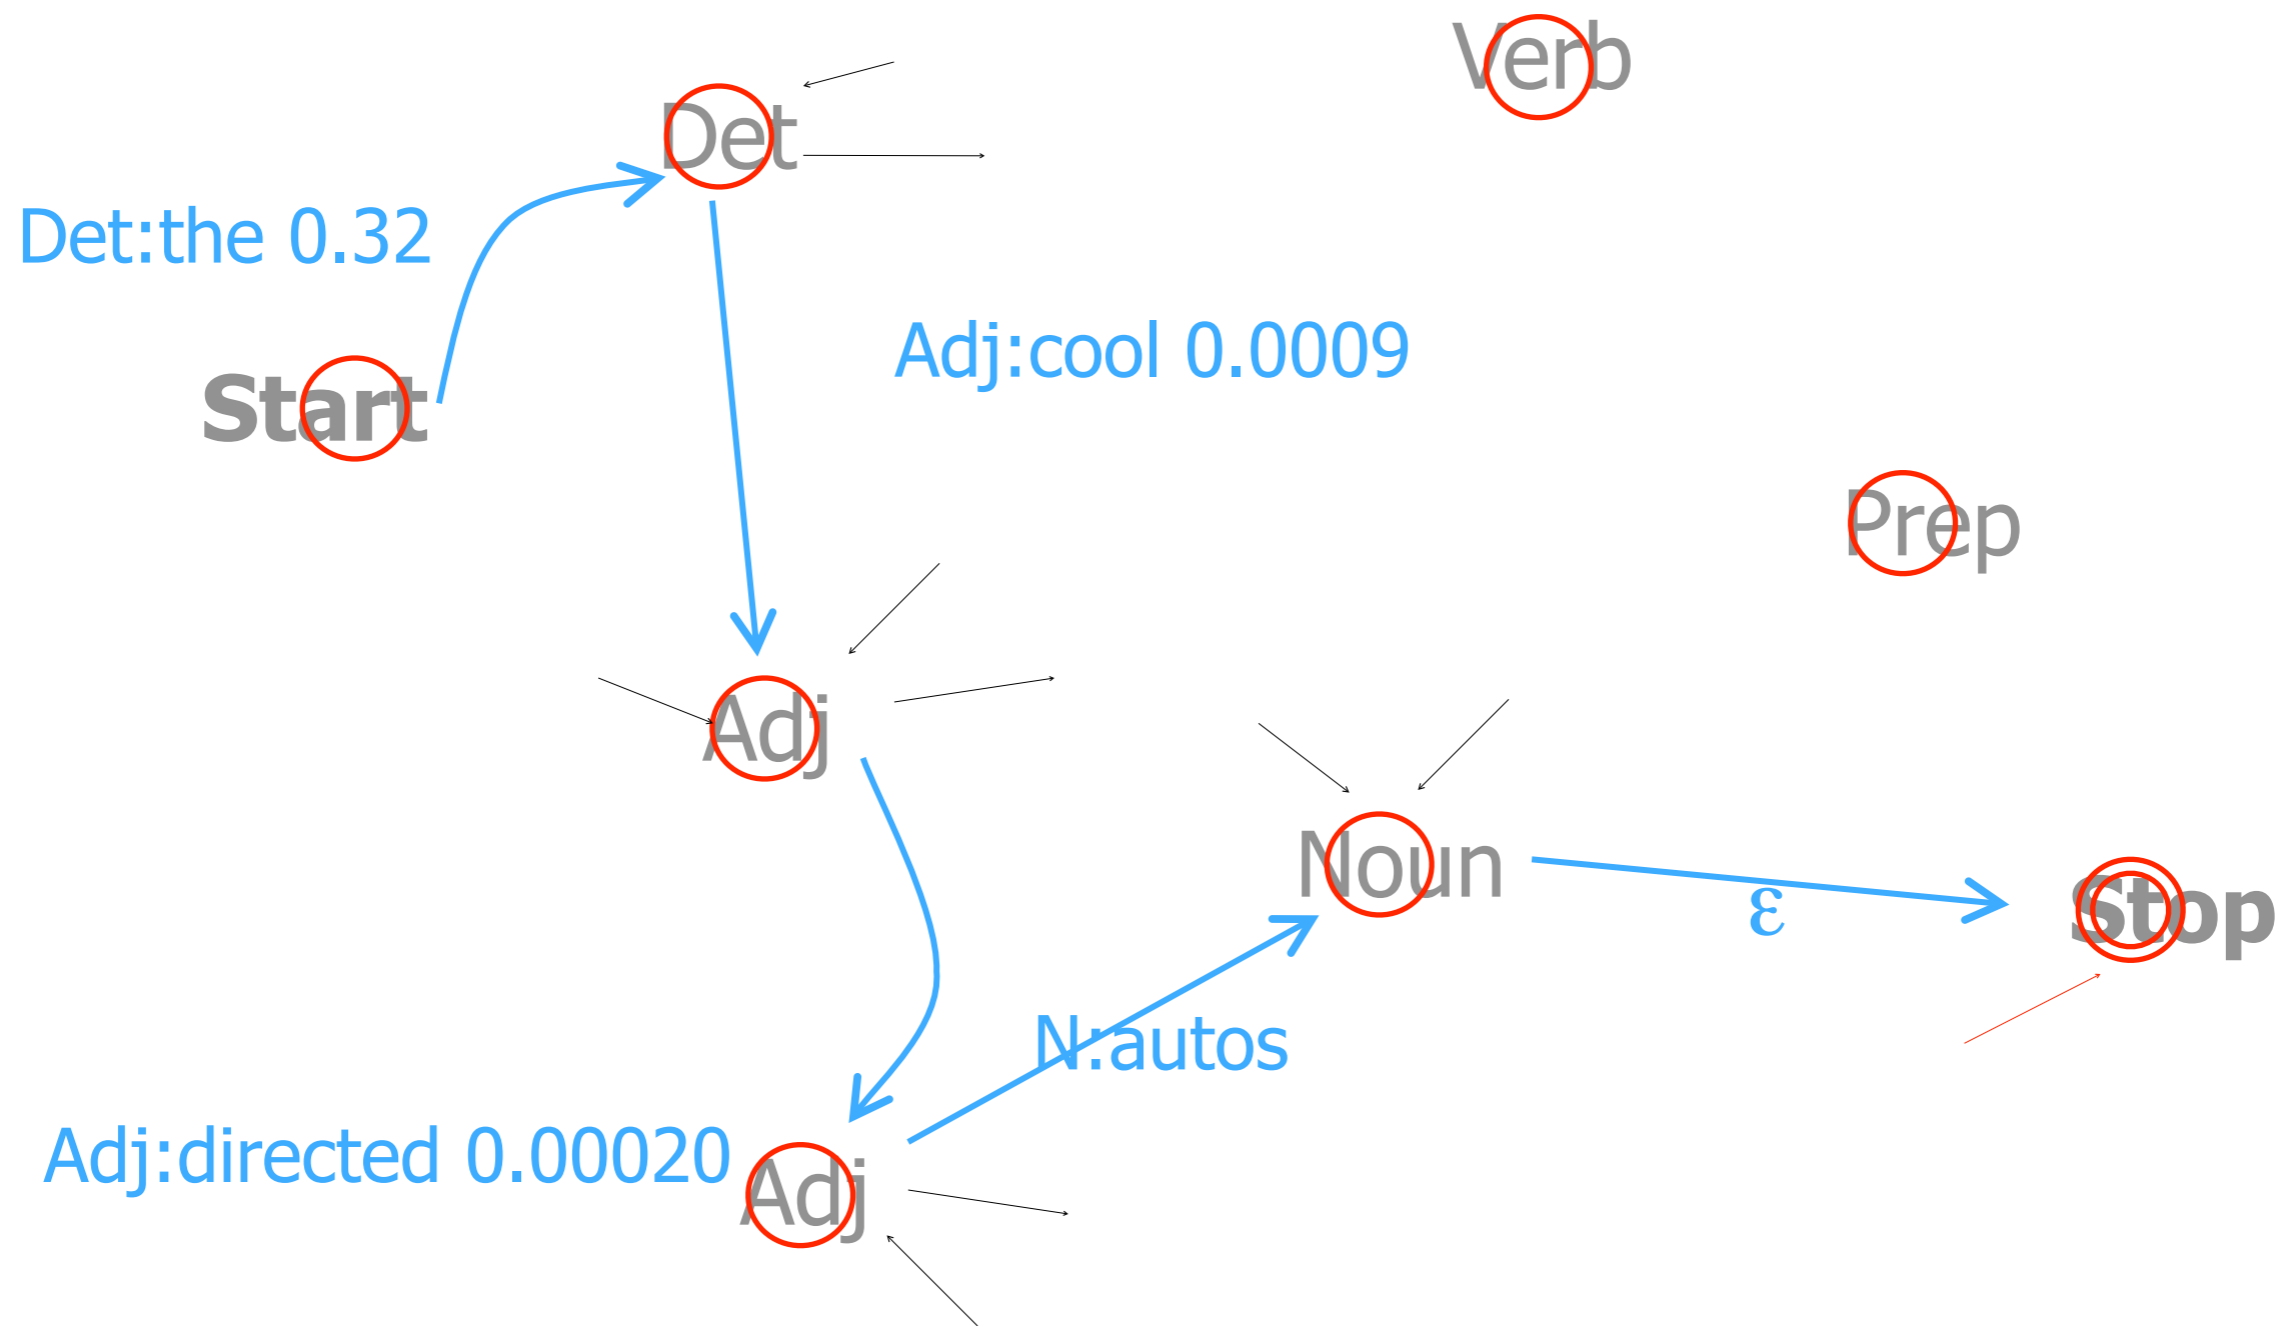 Verb
Det
Det:the 0.32
Adj:cool 0.0009
Start
Prep
Adj
Noun
ε
Stop
N:autos
Adj:directed 0.00020
Adj